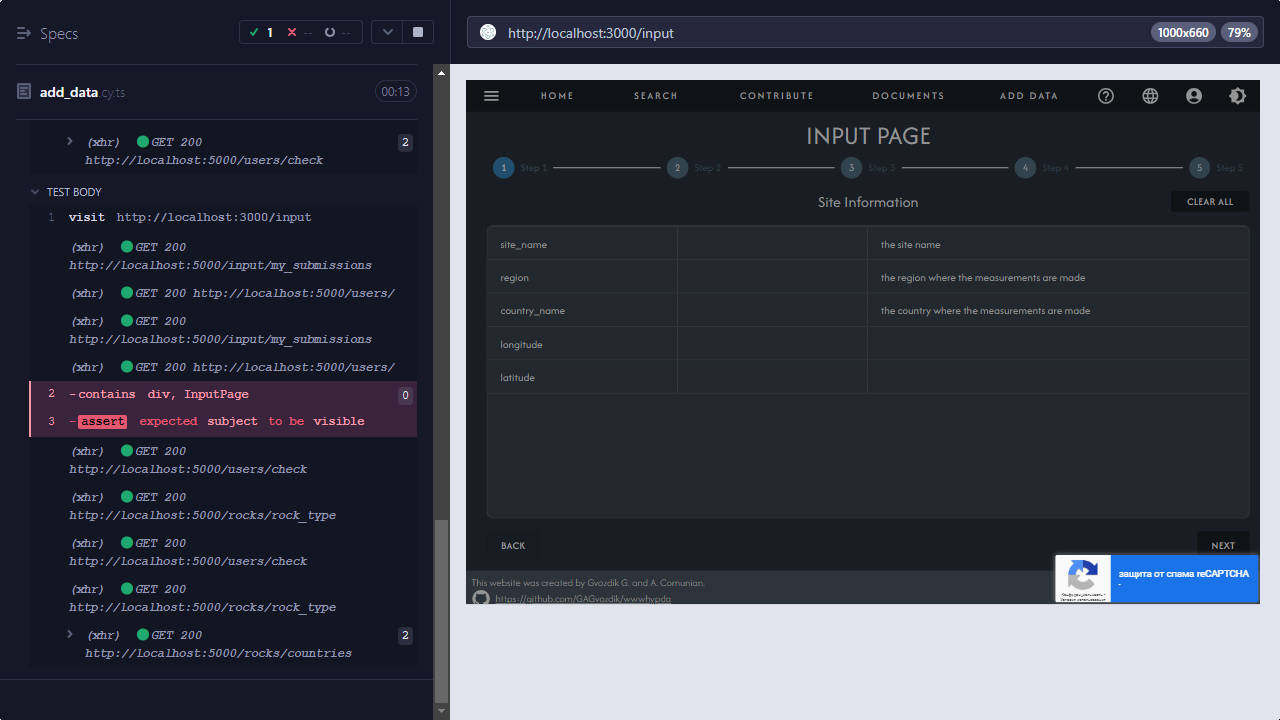 Specs
1 -- --
add_data.cy.ts
00:13
(xhr) GET 200
2
http://localhost:5000/users/check
TEST BODY
1 visit http://localhost:3000/input
(xhr) GET 200
http://localhost:5000/input/my_submissions
(xhr) GET 200 http://localhost:5000/users/
(xhr) GET 200
http://localhost:5000/input/my_submissions
(xhr) GET 200 http://localhost:5000/users/
2 -contains div, InputPage
0
3 -assert expected subject to be visible
(xhr) GET 200
http://localhost:5000/users/check
(xhr) GET 200
http://localhost:5000/rocks/rock_type
(xhr) GET 200
http://localhost:5000/users/check
(xhr) GET 200
http://localhost:5000/rocks/rock_type
(xhr) GET 200
2
http://localhost:5000/rocks/countries
http://localhost:3000/input
1000x660
79%
HOME SEARCH CONTRIBUTE DOCUMENTS ADD DATA
INPUT PAGE
1 Step 1 2 Step 2 3 Step 3 4 Step 4 5 Step 5
Site Information
CLEAR ALL
site_name the site name
region the region where the measurements are made
country_name the country where the measurements are made
longitude
latitude
BACK
NEXT
This website was created by Gvozdik G. and A. Comunian.
https://github.com/GAGvozdik/wwwhypda
защита от спама reCAPTCHA
-
Конфиденциальность -
Условия использования